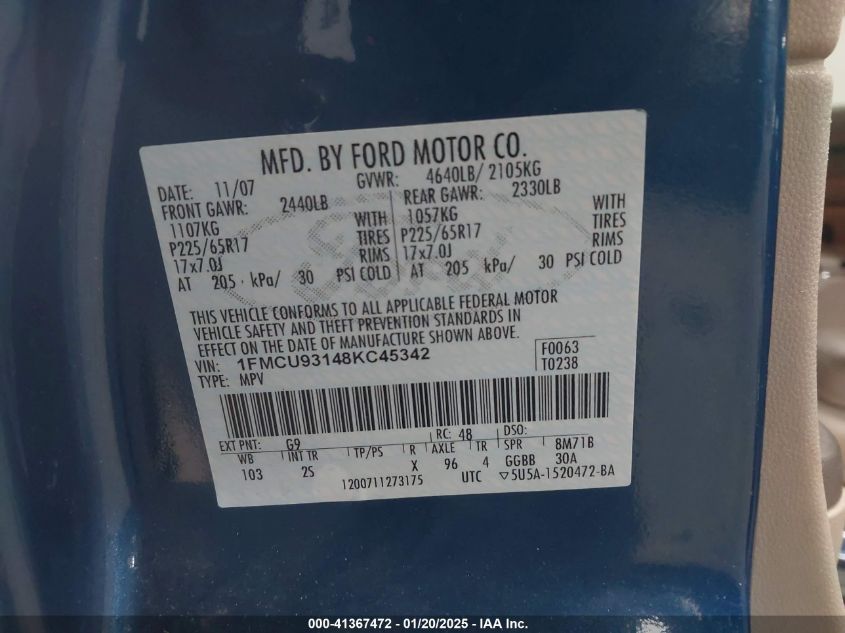 MFD. BY FORD MOTOR CO.
DATE: 11/07 GVWR: 4640LB/ 2105KG
FRONT GAWR: 2440LB REAR GAWR: 2330LB
1107KG WITH 1057KG WITH
P225/65R17 TIRES P225/65R17 TIRES
17x7.0J RIMS 17x7.0J RIMS
AT 205 kPa/ 30 PSI COLD AT 205 kPa/ 30 PSI COLD
THIS VEHICLE CONFORMS TO ALL APPLICABLE FEDERAL MOTOR
VEHICLE SAFETY AND THEFT PREVENTION STANDARDS IN
EFFECT ON THE DATE OF MANUFACTURE SHOWN ABOVE.
VIN: 1FMCU93148KC45342 F0063
TYPE: MPV T0238
EXT PNT: G9 RC: 48 DSO:
WB INT TR TP/PS R AXLE TR SPR 8M71B
103 2S X 96 4 GGBB 30A
1200711273175 UTC ▽5U5A-1520472-BA
000-41367472 — 01/20/2025 — IAA, Inc.